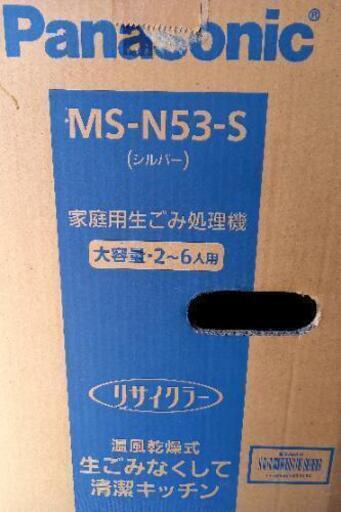 Panasonic®
MS-N53-S
(シルバー)
家庭用生ごみ処理機
大容量・2~6人用
リサイクラー
温風乾燥式
生ごみなくして
清潔キッチン